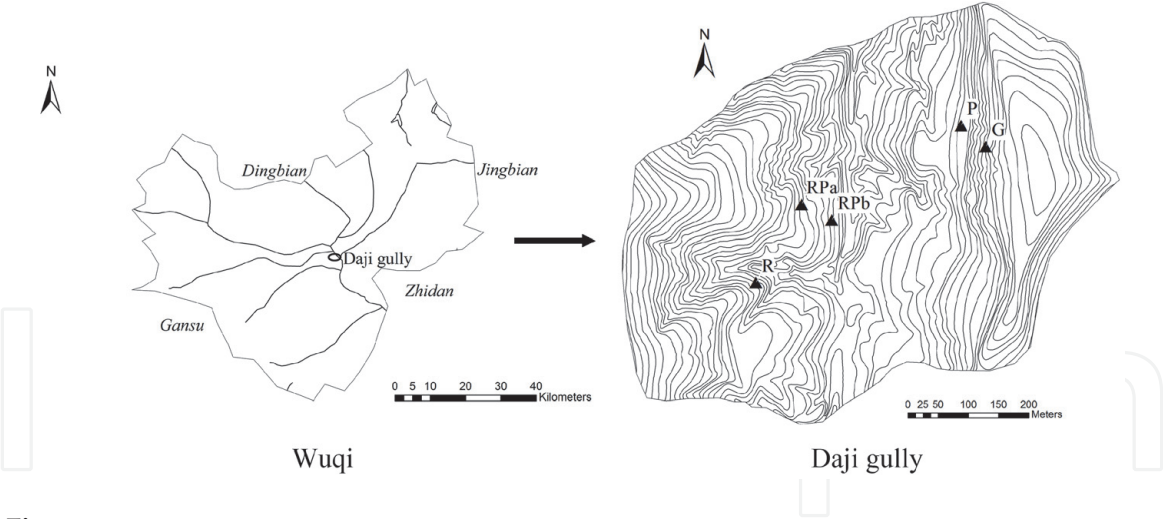 N
Dingbian
Jingbian
Daji gully
Zhidan
Gansu
0 5 10 20 30 40
Kilometers
Wuqi
N
P
G
RPa
RPb
R
0 25 50 100 150 200
Meters
Daji gully